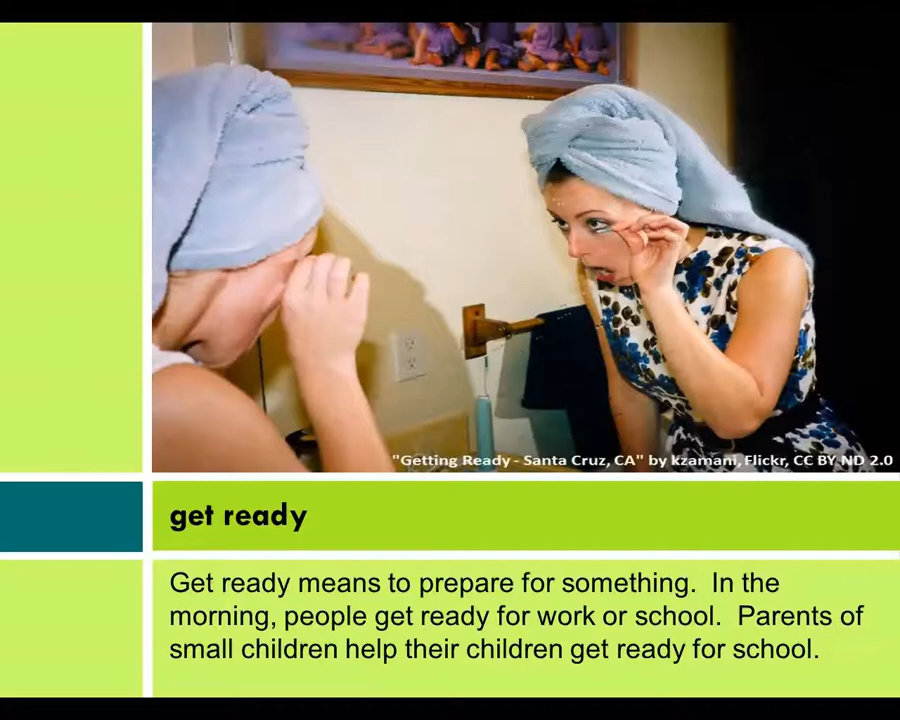 "Getting Ready - Santa Cruz, CA" by kzamani, Flickr, CC BY ND 2.0
get ready
Get ready means to prepare for something.  In the
morning, people get ready for work or school.  Parents of
small children help their children get ready for school.